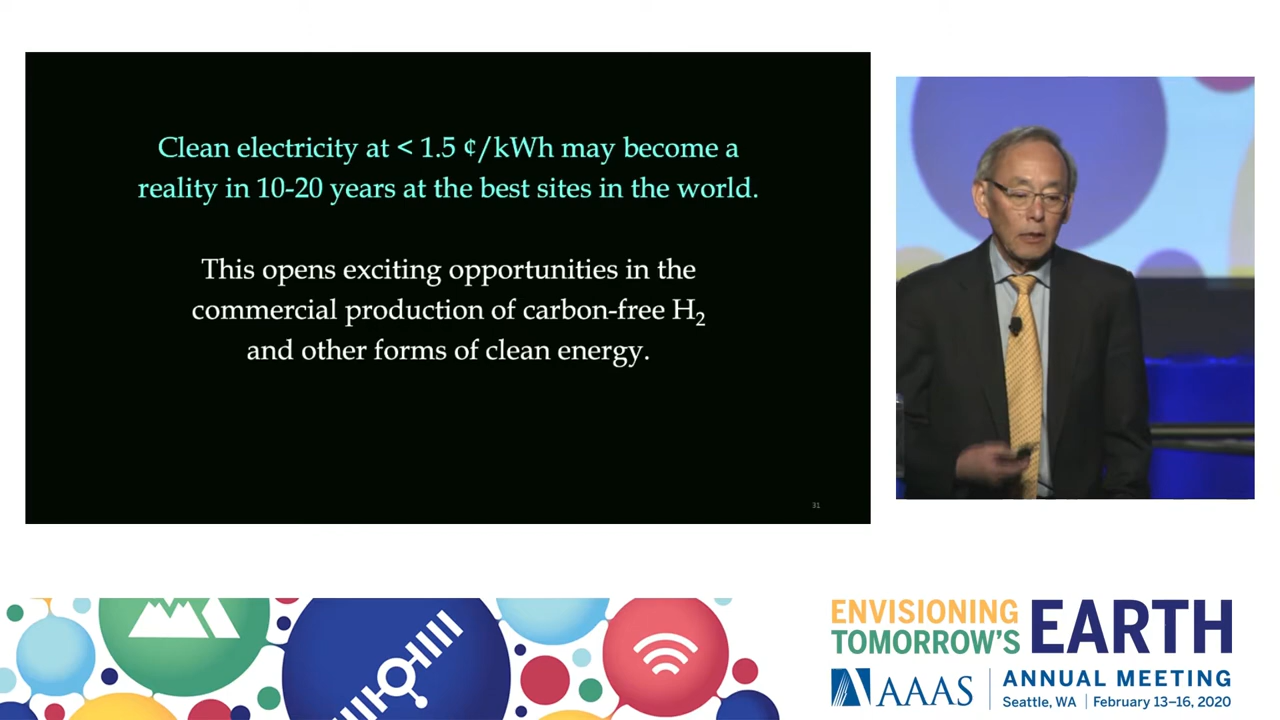 Clean electricity at < 1.5 ¢/kWh may become a
reality in 10-20 years at the best sites in the world.
This opens exciting opportunities in the
commercial production of carbon-free H₂
and other forms of clean energy.
31
ENVISIONING
TOMORROW'S
EARTH
AAAS
ANNUAL MEETING
Seattle, WA | February 13–16, 2020